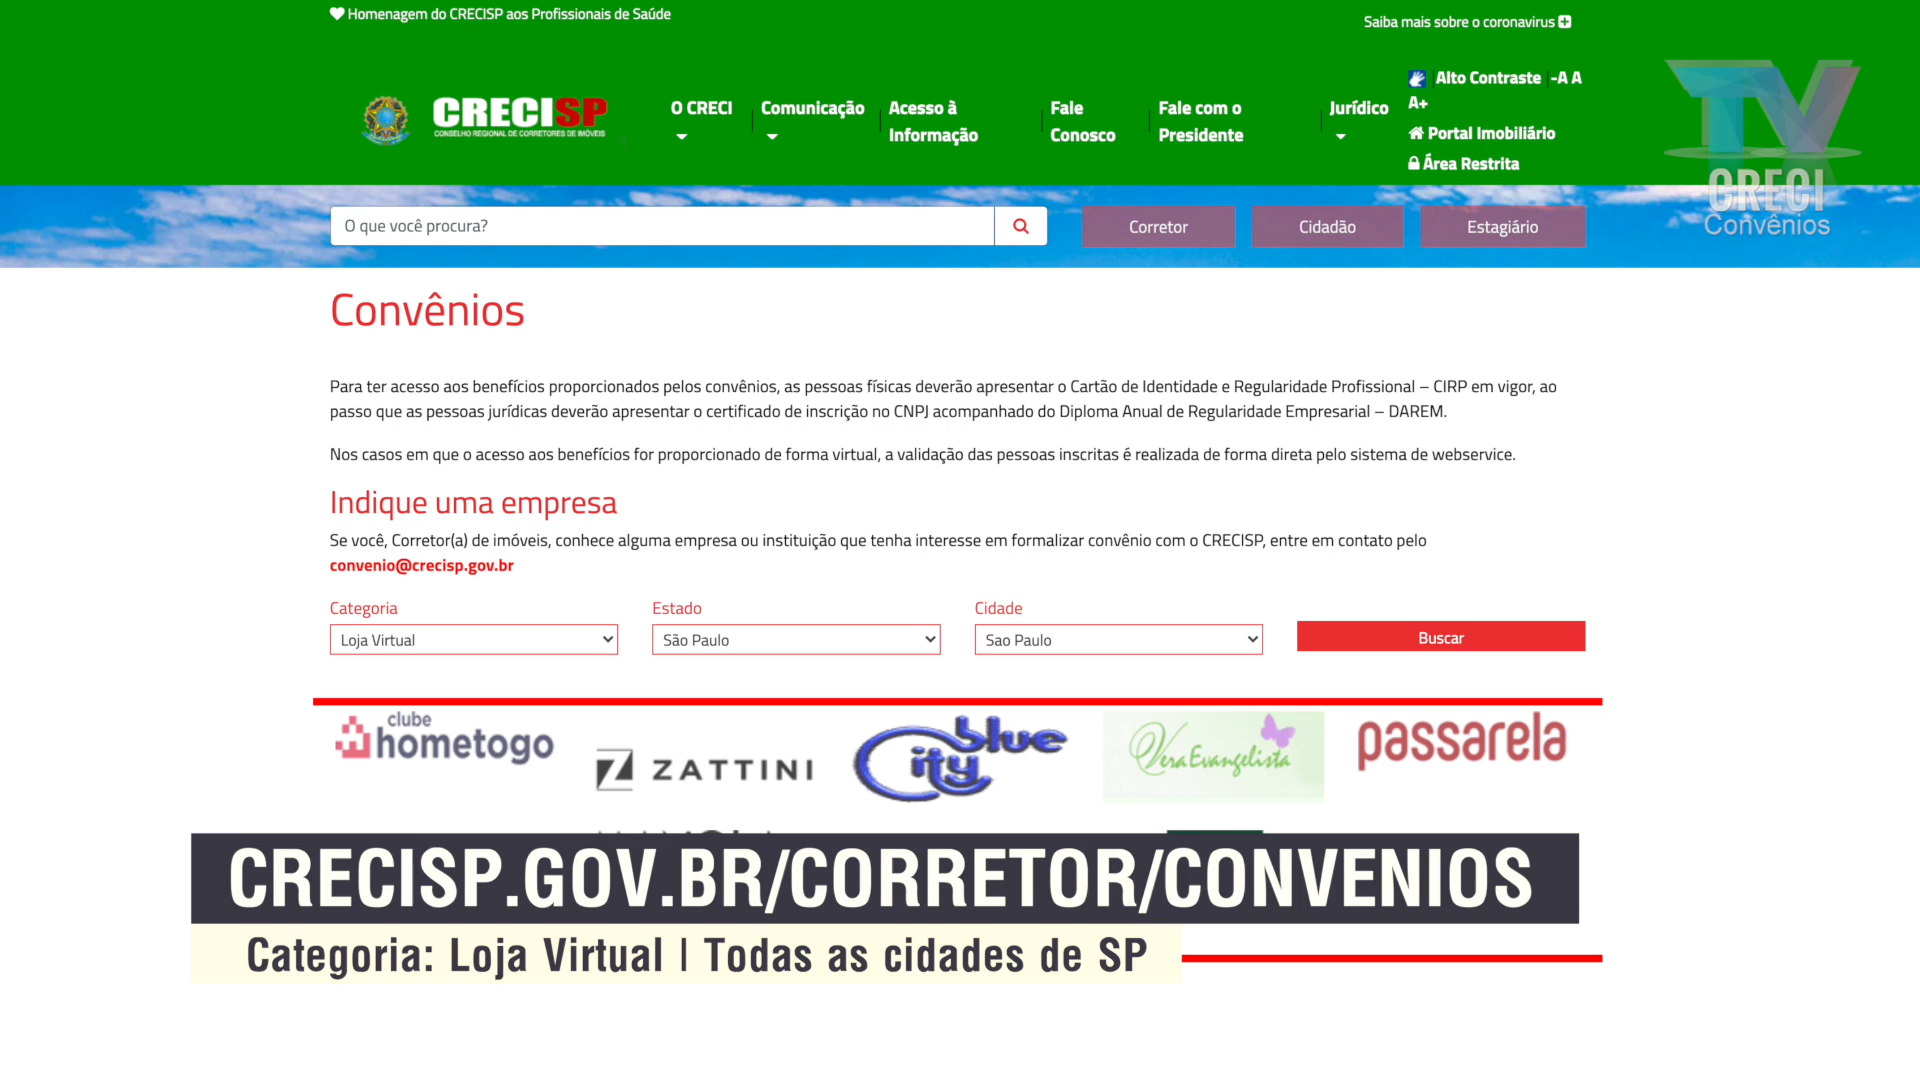 Homenagem do CRECISP aos Profissionais de Saúde
Saiba mais sobre o coronavirus
CRECISP
CONSELHO REGIONAL DE CORRETORES DE IMÓVEIS
O CRECI
Comunicação
Acesso à
Informação
Fale
Conosco
Fale com o
Presidente
Jurídico
Alto Contraste -A A
A+
Portal Imobiliário
Área Restrita
TV
CRECI
Convênios
O que você procura?
Corretor
Cidadão
Estagiário
Convênios
Para ter acesso aos benefícios proporcionados pelos convênios, as pessoas físicas deverão apresentar o Cartão de Identidade e Regularidade Profissional – CIRP em vigor, ao
passo que as pessoas jurídicas deverão apresentar o certificado de inscrição no CNPJ acompanhado do Diploma Anual de Regularidade Empresarial – DAREM.
Nos casos em que o acesso aos benefícios for proporcionado de forma virtual, a validação das pessoas inscritas é realizada de forma direta pelo sistema de webservice.
Indique uma empresa
Se você, Corretor(a) de imóveis, conhece alguma empresa ou instituição que tenha interesse em formalizar convênio com o CRECISP, entre em contato pelo
convenio@crecisp.gov.br
Categoria
Estado
Cidade
Loja Virtual
São Paulo
Sao Paulo
Buscar
clube
hometogo
ZATTINI
blue
City
Vera Evangelista
passarela
CRECISP.GOV.BR/CORRETOR/CONVENIOS
Categoria: Loja Virtual | Todas as cidades de SP